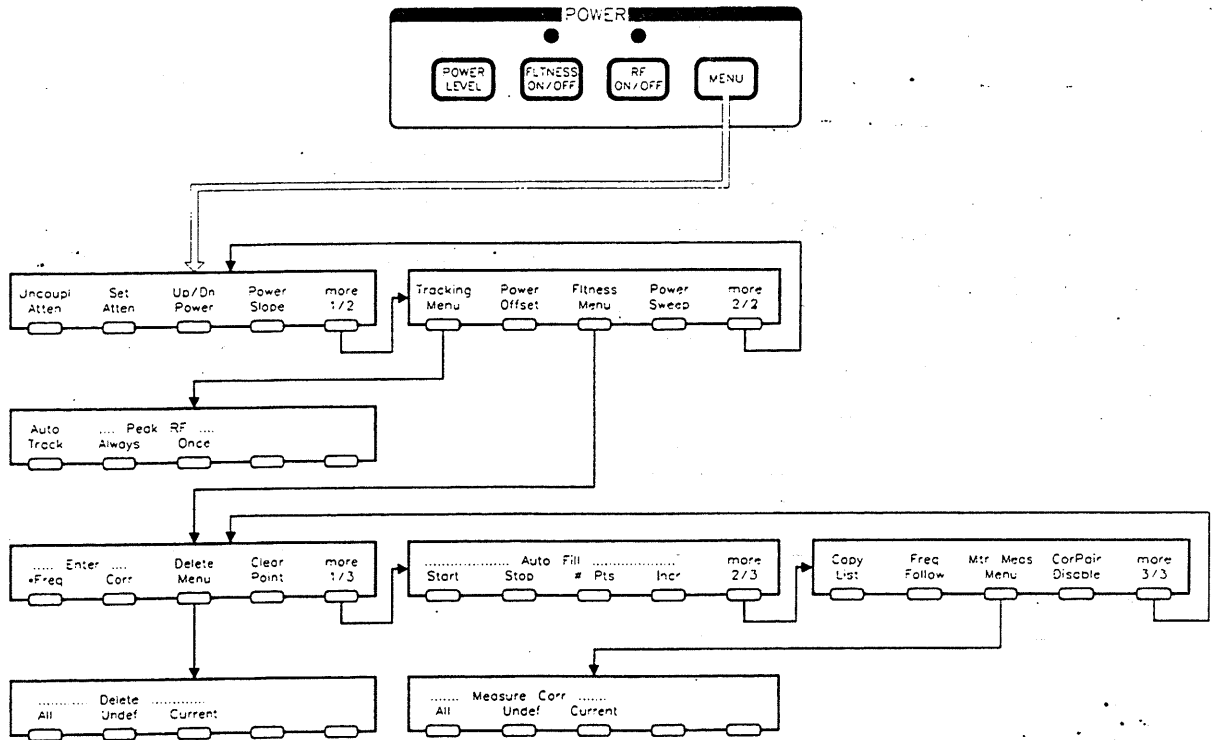 POWER
POWER LEVEL
FLTNESS ON/OFF
RF ON/OFF
MENU
Uncoupl Atten
Set Atten
Up/Dn Power
Power Slope
more 1/2
Tracking Menu
Power Offset
Fltness Menu
Power Sweep
more 2/2
Auto Track
.... Peak RF ....
Always
Once
..... Enter ....
*Freq
Corr
Delete Menu
Clear Point
more 1/3
.................... Auto Fill ....................
Start
Stop
# Pts
Incr
more 2/3
Copy List
Freq Follow
Mtr Meas Menu
CorPair Disable
more 3/3
............ Delete ............
All
Undef
Current
....... Measure Corr .......
All
Undef
Current